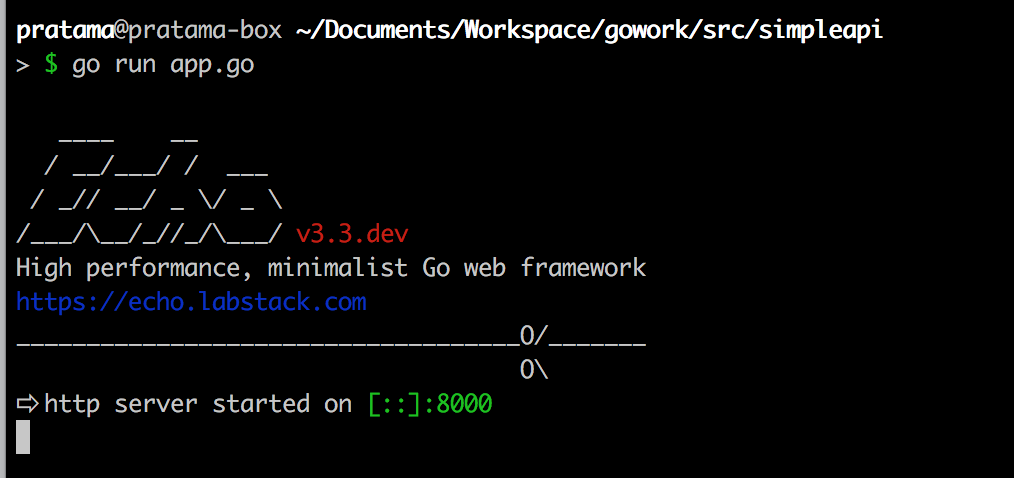 pratama@pratama-box ~/Documents/Workspace/gowork/src/simpleapi
> $ go run app.go
   ____    __
  / __/___/ /  ___
 / _// __/ _ \/ _ \
/___/\__/_//_/\___/ v3.3.dev
High performance, minimalist Go web framework
https://echo.labstack.com
____________________________________O/_______
                                    O\
⇨ http server started on [::]:8000